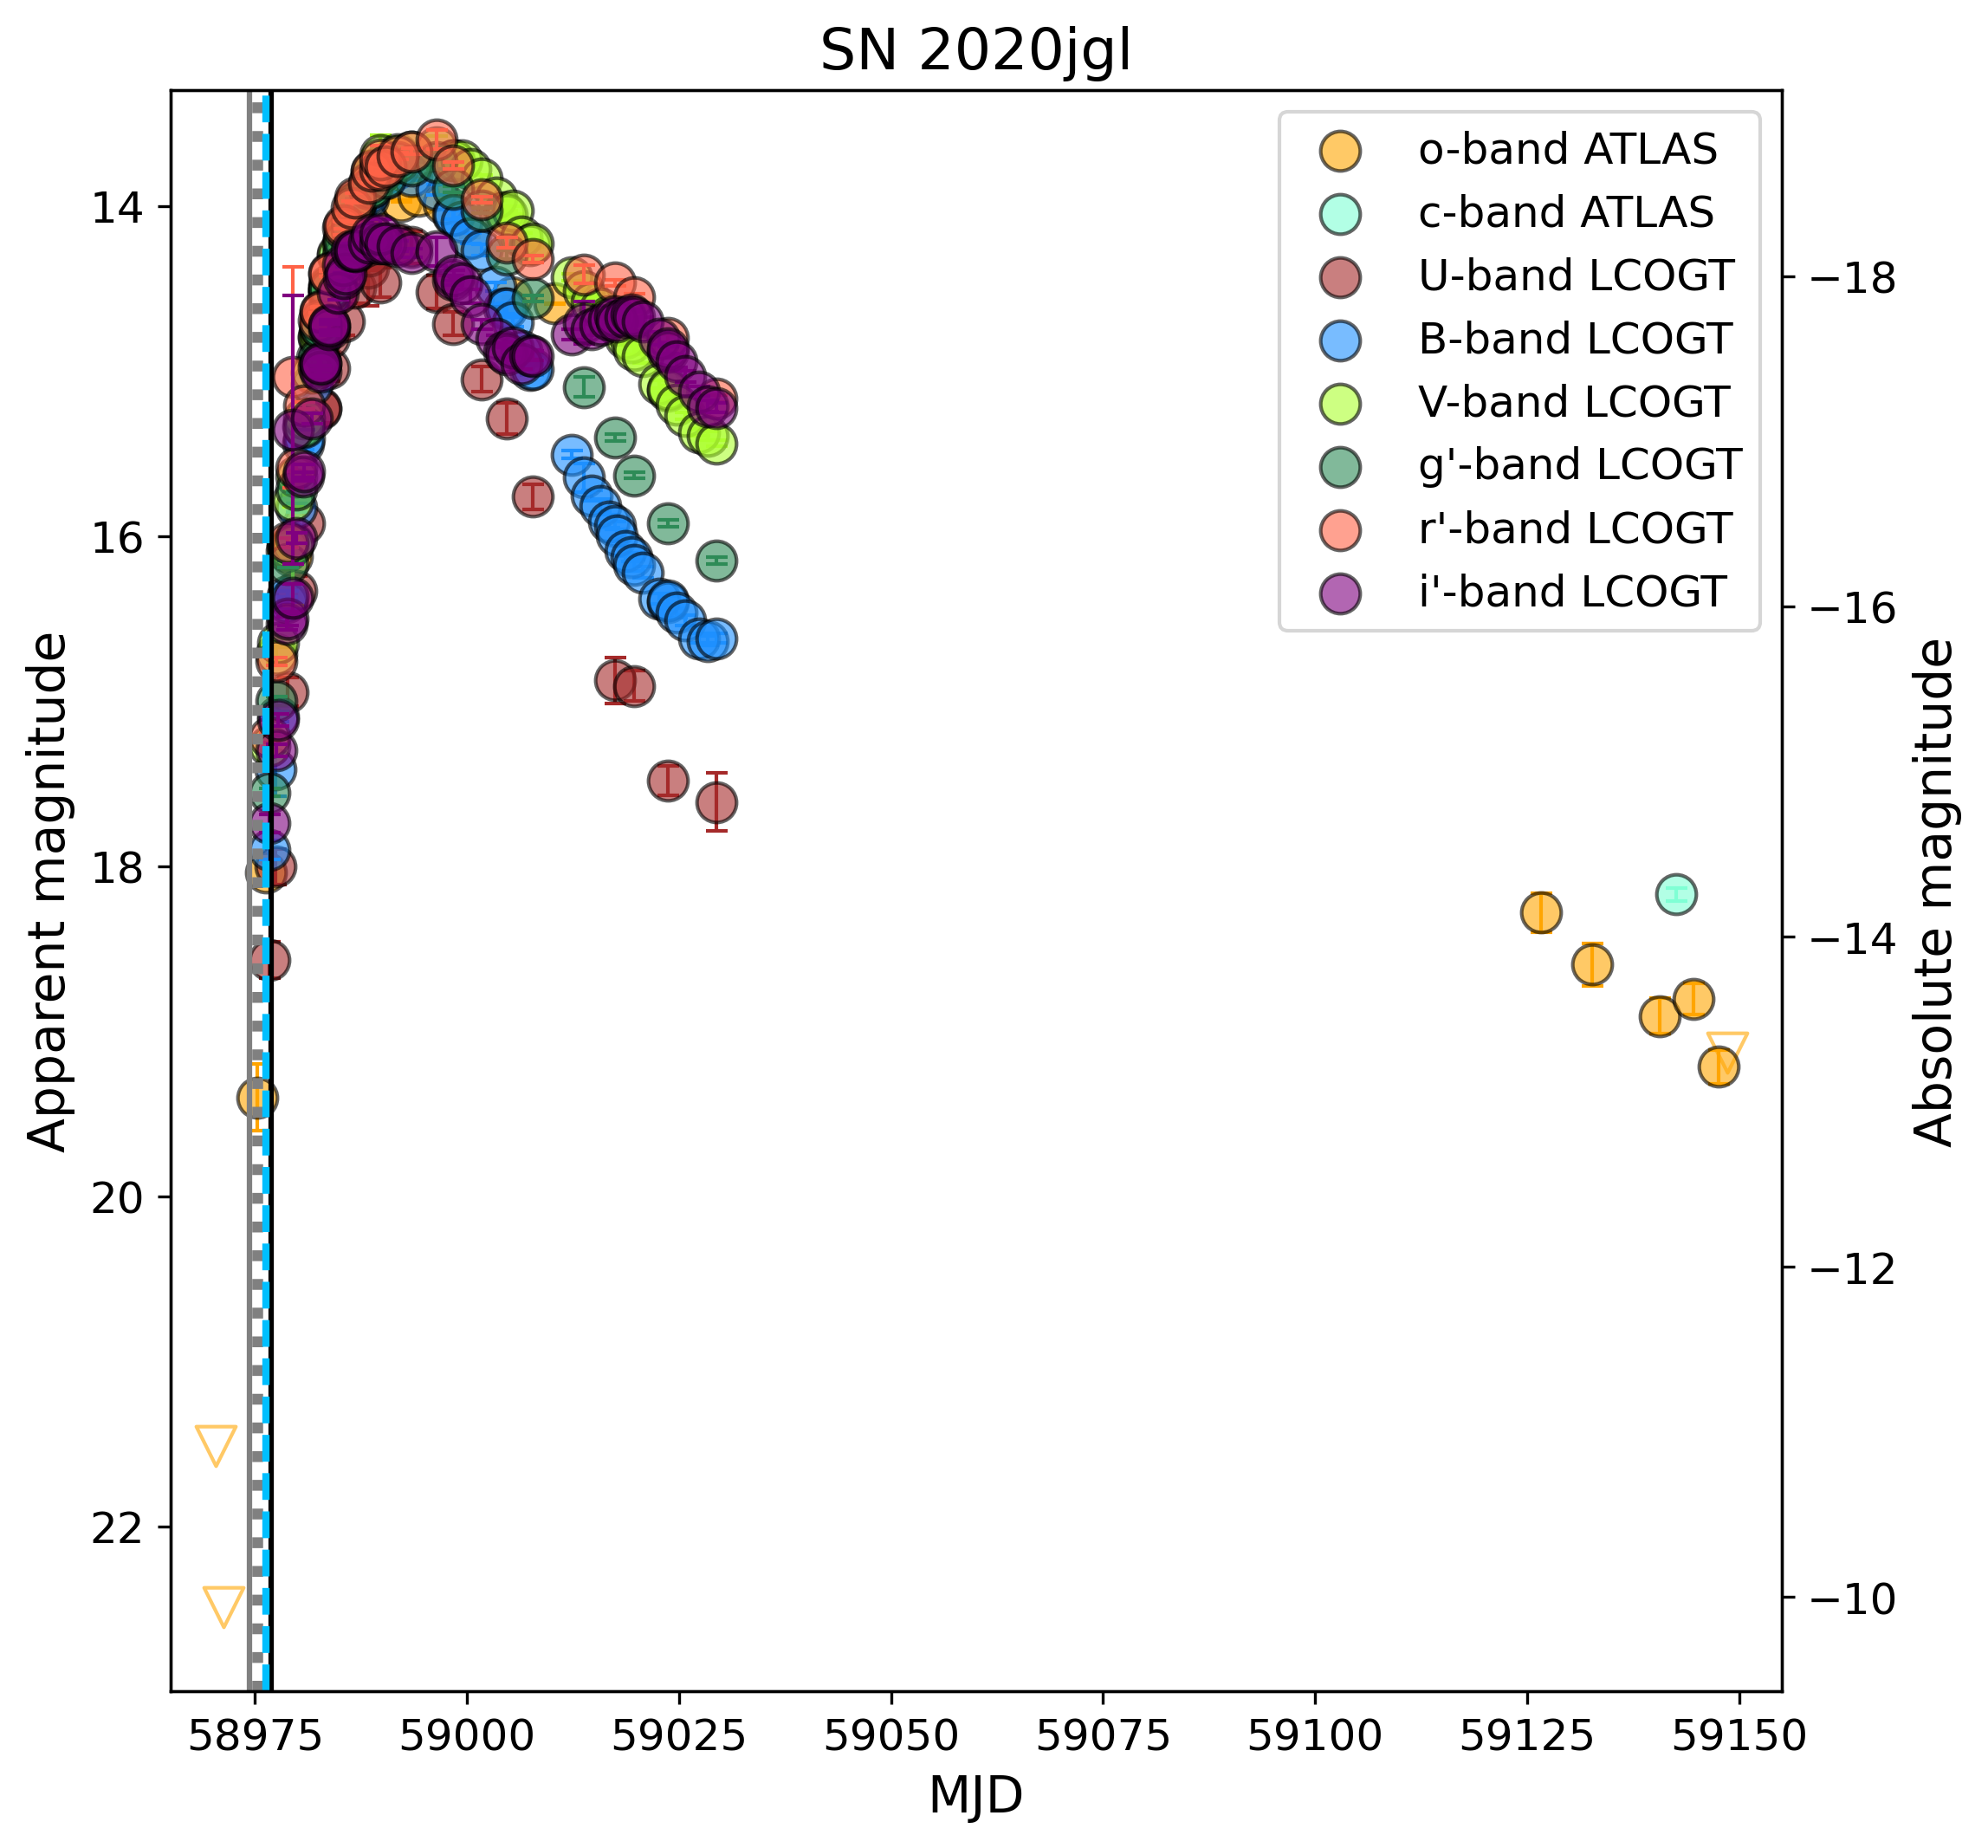 SN 2020jgl
o-band ATLAS
c-band ATLAS
U-band LCOGT
B-band LCOGT
V-band LCOGT
g'-band LCOGT
r'-band LCOGT
i'-band LCOGT
14
16
18
20
22
Apparent magnitude
−18
−16
−14
−12
−10
Absolute magnitude
58975 59000 59025 59050 59075 59100 59125 59150
MJD